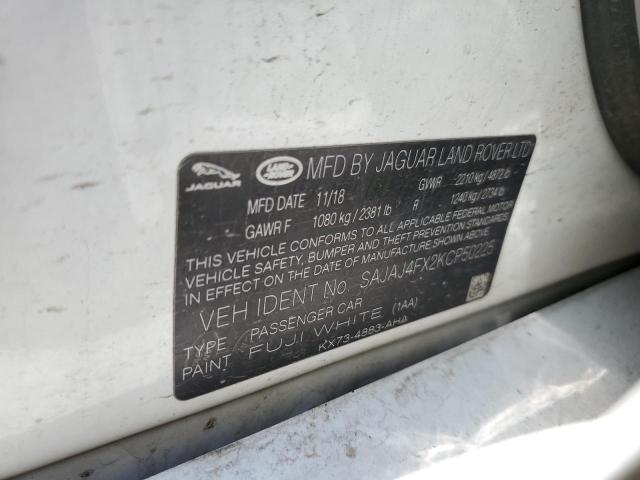 JAGUAR LAND ROVER MFD BY JAGUAR LAND ROVER LTD
MFD DATE 11/18 GVWR 2210 kg / 4872 lb
GAWR F 1080 kg / 2381 lb R 1240 kg / 2734 lb
THIS VEHICLE CONFORMS TO ALL APPLICABLE FEDERAL MOTOR
VEHICLE SAFETY, BUMPER AND THEFT PREVENTION STANDARDS
IN EFFECT ON THE DATE OF MANUFACTURE SHOWN ABOVE.
VEH IDENT No. SAJAJ4FX2KCP50225
TYPE PASSENGER CAR
PAINT FUJI WHITE (1AA)
KX73-4883-AHA